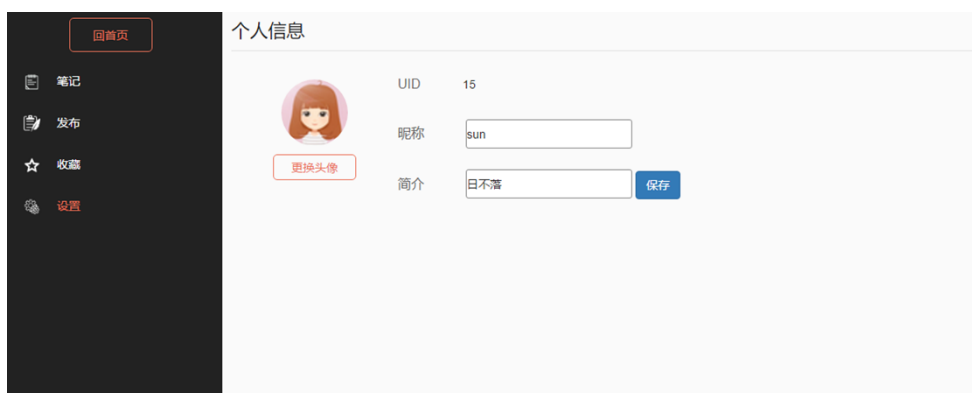 回首页
笔记
发布
收藏
设置
个人信息
更换头像
UID 15
昵称 sun
简介 日不落 保存